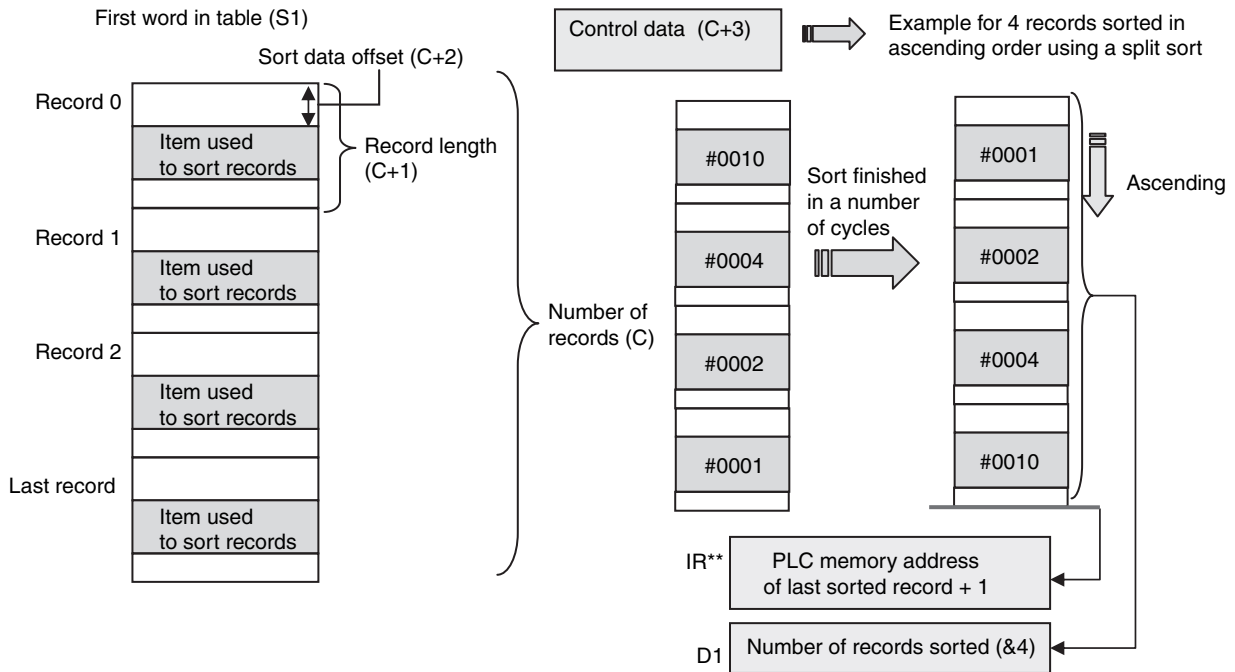 First word in table (S1)
Sort data offset (C+2)
Record 0
Item used
to sort records
Record length
(C+1)
Record 1
Item used
to sort records
Record 2
Item used
to sort records
Last record
Item used
to sort records
Number of
records (C)
Control data (C+3)
Example for 4 records sorted in
ascending order using a split sort
#0010
#0004
#0002
#0001
Sort finished
in a number
of cycles
#0001
#0002
#0004
#0010
Ascending
IR**
PLC memory address
of last sorted record + 1
D1
Number of records sorted (&4)